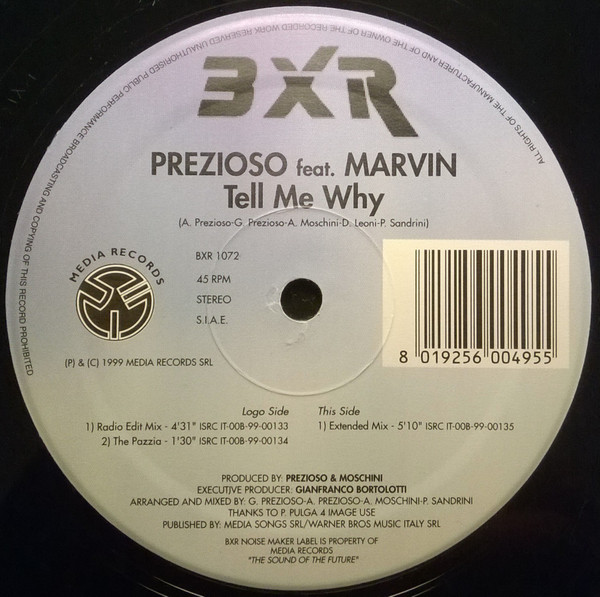 ALL RIGHTS OF THE MANUFACTURER AND OF THE OWNER OF THE RECORDED WORK RESERVED UNAUTHORISED PUBLIC PERFORMANCE BROADCASTING AND COPYING OF THIS RECORD PROHIBITED
BXR
PREZIOSO feat. MARVIN
Tell Me Why
(A. Prezioso-G. Prezioso-A. Moschini-D. Leoni-P. Sandrini)
MEDIA RECORDS
BXR 1072
45 RPM
STEREO
S.I.A.E.
8 019256 004955
(P) & (C) 1999 MEDIA RECORDS SRL
Logo Side
1) Radio Edit Mix - 4'31" ISRC IT-00B-99-00133
2) The Pazzia - 1'30" ISRC IT-00B-99-00134
This Side
1) Extended Mix - 5'10" ISRC IT-00B-99-00135
PRODUCED BY: PREZIOSO & MOSCHINI
EXECUTIVE PRODUCER: GIANFRANCO BORTOLOTTI
ARRANGED AND MIXED BY: G. PREZIOSO-A. PREZIOSO-A. MOSCHINI-P. SANDRINI
THANKS TO P. PULGA 4 IMAGE USE
PUBLISHED BY: MEDIA SONGS SRL/WARNER BROS MUSIC ITALY SRL
BXR NOISE MAKER LABEL IS PROPERTY OF
MEDIA RECORDS
"THE SOUND OF THE FUTURE"